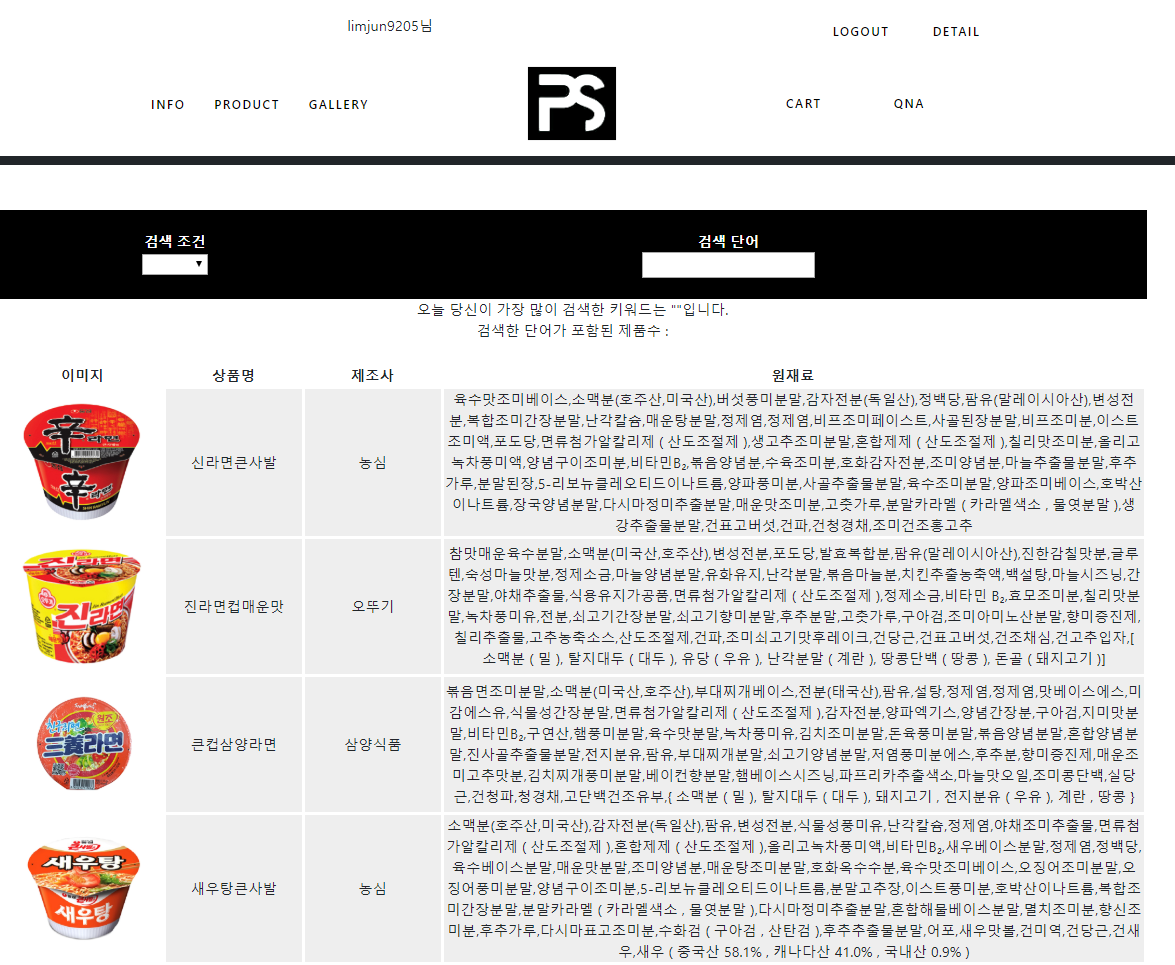 limjun9205님
LOGOUT DETAIL
INFO PRODUCT GALLERY
PS
CART QNA
검색 조건 검색 단어
오늘 당신이 가장 많이 검색한 키워드는 ""입니다.
검색한 단어가 포함된 제품수 :
이미지 상품명 제조사 원재료
辛라면
신라면큰사발
농심
육수맛조미베이스,소맥분(호주산,미국산),버섯풍미분말,감자전분(독일산),정백당,팜유(말레이시아산),변성전
분,복합조미간장분말,난각칼슘,매운탕분말,정제염,정제염,비프조미페이스트,사골된장분말,비프조미분,이스트
조미액,포도당,면류첨가알칼리제 ( 산도조절제 ),생고추조미분말,혼합제제 ( 산도조절제 ),칠리맛조미분,올리고
녹차풍미액,양념구이조미분,비타민B₂,볶음양념분,수육조미분,호화감자전분,조미양념분,마늘추출물분말,후추
가루,분말된장,5-리보뉴클레오티드이나트륨,양파풍미분,사골추출물분말,육수조미분말,양파조미베이스,호박산
이나트륨,장국양념분말,다시마정미추출분말,매운맛조미분,고춧가루,분말카라멜 ( 카라멜색소 , 물엿분말 ),생
강추출물분말,건표고버섯,건파,건청경채,조미건조홍고추
진라면
진라면컵매운맛
오뚜기
참맛매운육수분말,소맥분(미국산,호주산),변성전분,포도당,발효복합분,팜유(말레이시아산),진한감칠맛분,글루
텐,숙성마늘맛분,정제소금,마늘양념분말,유화유지,난각분말,볶음마늘분,치킨추출농축액,백설탕,마늘시즈닝,간
장분말,야채추출물,식용유지가공품,면류첨가알칼리제 ( 산도조절제 ),정제소금,비타민 B₂,효모조미분,칠리맛분
말,녹차풍미유,전분,쇠고기간장분말,쇠고기향미분말,후추분말,고춧가루,구아검,조미아미노산분말,향미증진제,
칠리추출물,고추농축소스,산도조절제,건파,조미쇠고기맛후레이크,건당근,건표고버섯,건조채심,건고추입자,[
소맥분 ( 밀 ), 탈지대두 ( 대두 ), 유당 ( 우유 ), 난각분말 ( 계란 ), 땅콩단백 ( 땅콩 ), 돈골 ( 돼지고기 )]
三養라면
큰컵삼양라면
삼양식품
볶음면조미분말,소맥분(미국산,호주산),부대찌개베이스,전분(태국산),팜유,설탕,정제염,정제염,맛베이스에스,미
감에스유,식물성간장분말,면류첨가알칼리제 ( 산도조절제 ),감자전분,양파엑기스,양념간장분,구아검,지미맛분
말,비타민B₂,구연산,햄풍미분말,육수맛분말,녹차풍미유,김치조미분말,돈육풍미분말,볶음양념분말,혼합양념분
말,진사골추출물분말,전지분유,팜유,부대찌개분말,쇠고기양념분말,저염풍미분에스,후추분,향미증진제,매운조
미고추맛분,김치찌개풍미분말,베이컨향분말,햄베이스시즈닝,파프리카추출색소,마늘맛오일,조미콩단백,실당
근,건청파,청경채,고단백건조유부,{ 소맥분 ( 밀 ), 탈지대두 ( 대두 ), 돼지고기 , 전지분유 ( 우유 ), 계란 , 땅콩 }
새우탕
새우탕
새우탕큰사발
농심
소맥분(호주산,미국산),감자전분(독일산),팜유,변성전분,식물성풍미유,난각칼슘,정제염,야채조미추출물,면류첨
가알칼리제 ( 산도조절제 ),혼합제제 ( 산도조절제 ),올리고녹차풍미액,비타민B₂,새우베이스분말,정제염,정백당,
육수베이스분말,매운맛분말,조미양념분,매운탕조미분말,호화옥수수분,육수맛조미베이스,오징어조미분말,오
징어풍미분말,양념구이조미분,5-리보뉴클레오티드이나트륨,분말고추장,이스트풍미분,호박산이나트륨,복합조
미간장분말,분말카라멜 ( 카라멜색소 , 물엿분말 ),다시마정미추출분말,혼합해물베이스분말,멸치조미분,향신조
미분,후추가루,다시마표고조미분,수화검 ( 구아검 , 산탄검 ),후추추출물분말,어포,새우맛볼,건미역,건당근,건새
우,새우 ( 중국산 58.1% , 캐나다산 41.0% , 국내산 0.9% )